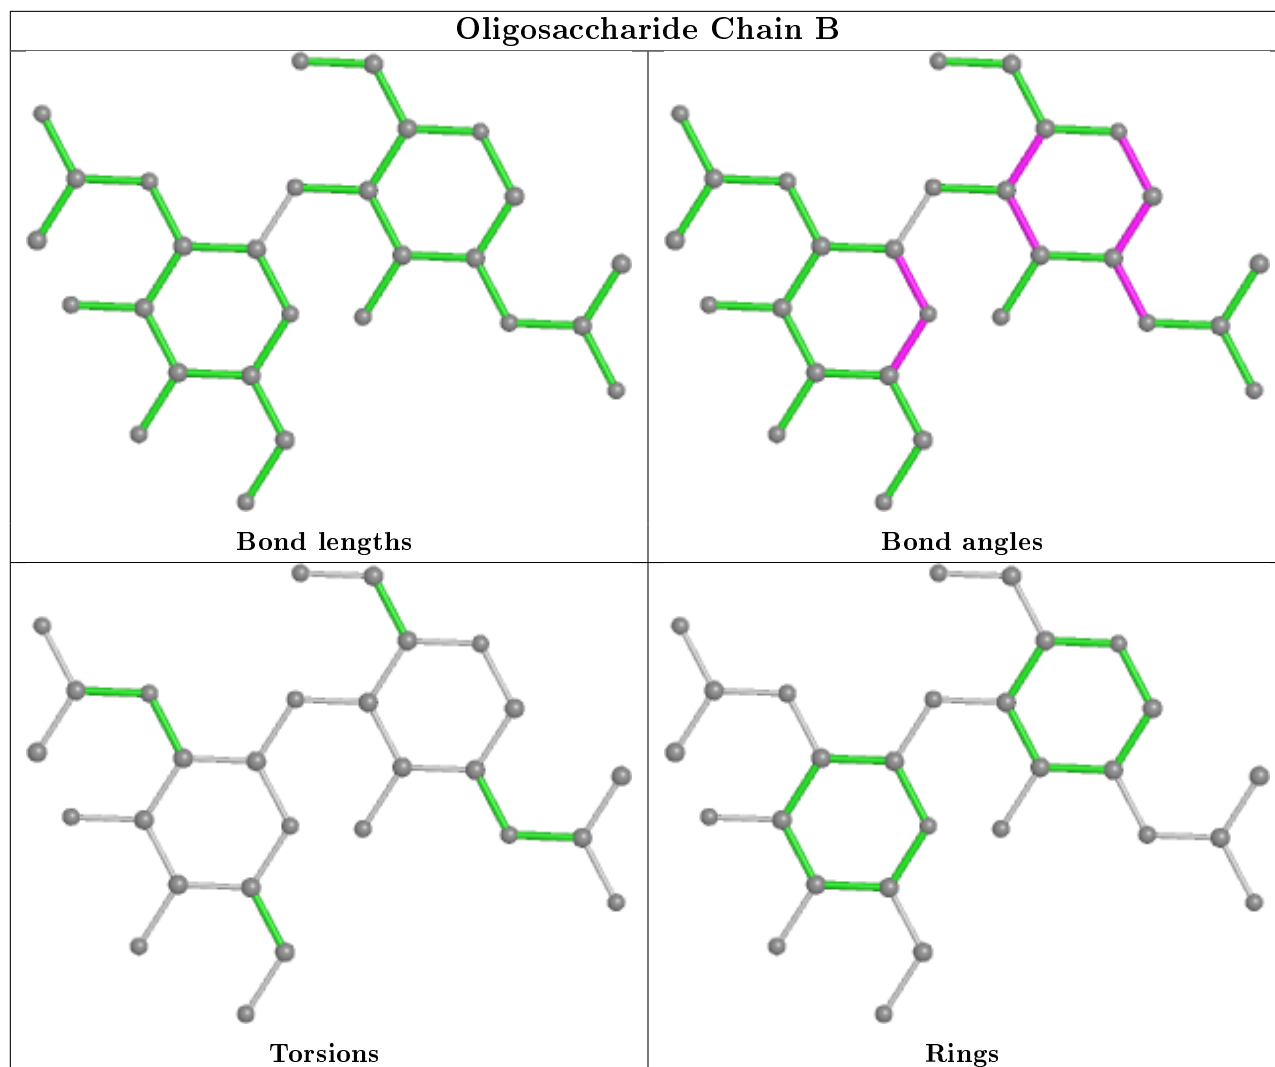 Oligosaccharide Chain B
Bond lengths
Bond angles
Torsions
Rings